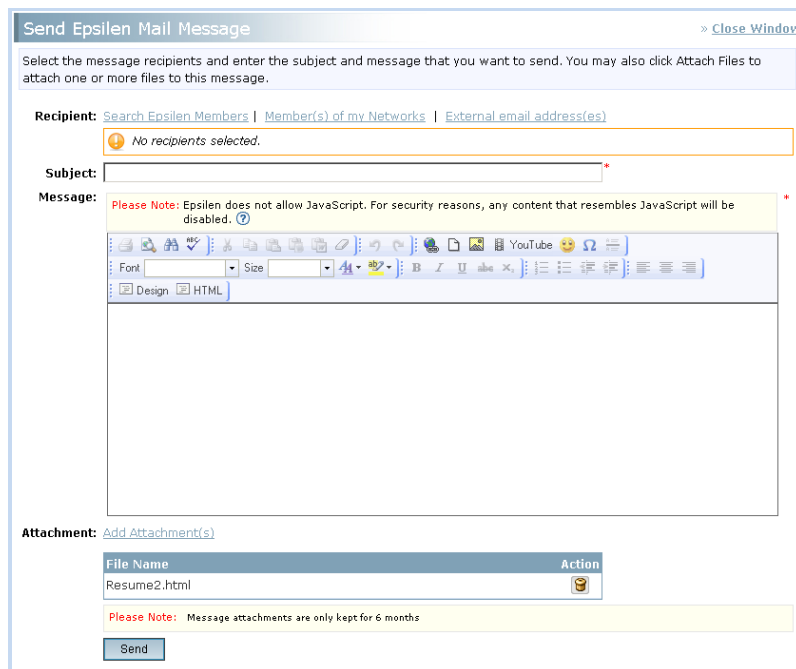 Send Epsilen Mail Message
» Close Window
Select the message recipients and enter the subject and message that you want to send. You may also click Attach Files to
attach one or more files to this message.
Recipient: Search Epsilen Members | Member(s) of my Networks | External email address(es)
No recipients selected.
Subject: *
Message: *
Please Note: Epsilen does not allow JavaScript. For security reasons, any content that resembles JavaScript will be
disabled. ?
ABC YouTube Ω
Font Size A ab B I U abc x,
Design HTML
Attachment: Add Attachment(s)
File Name Action
Resume2.html
Please Note: Message attachments are only kept for 6 months
Send